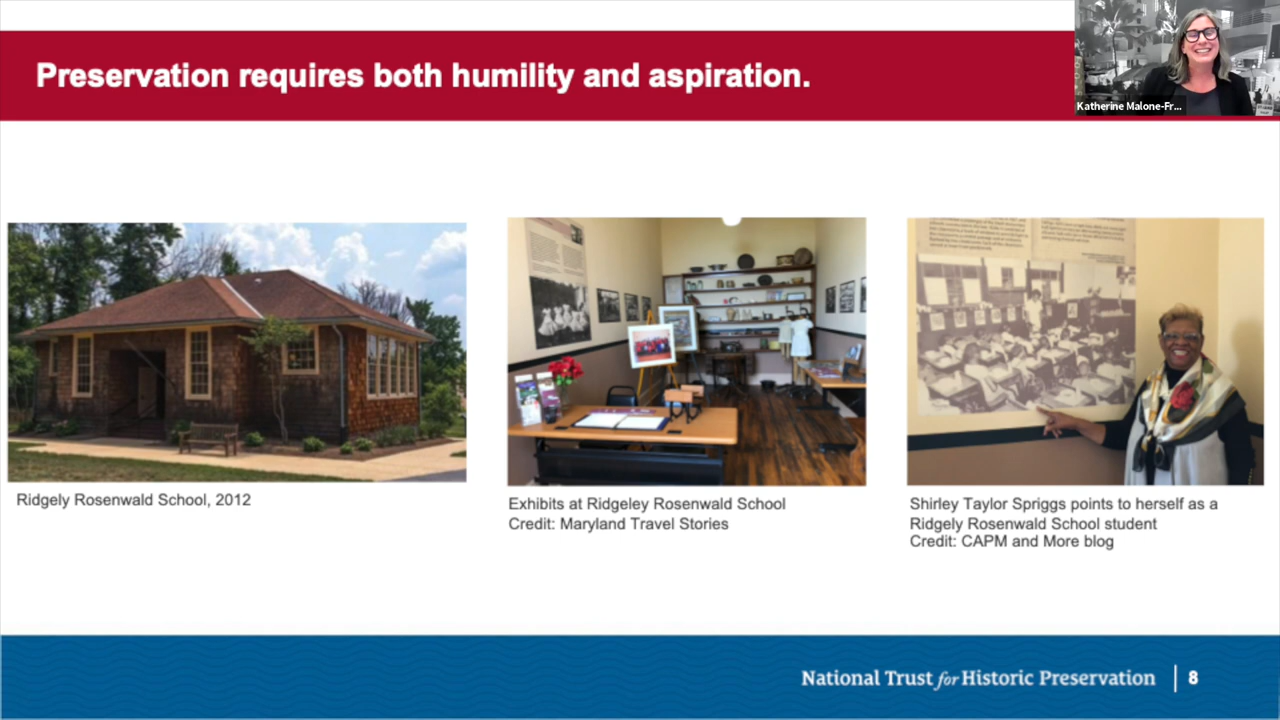 Preservation requires both humility and aspiration.
Katherine Malone-Fr...
Ridgely Rosenwald School, 2012
Exhibits at Ridgeley Rosenwald School
Credit: Maryland Travel Stories
Shirley Taylor Spriggs points to herself as a
Ridgely Rosenwald School student
Credit: CAPM and More blog
National Trust for Historic Preservation
8